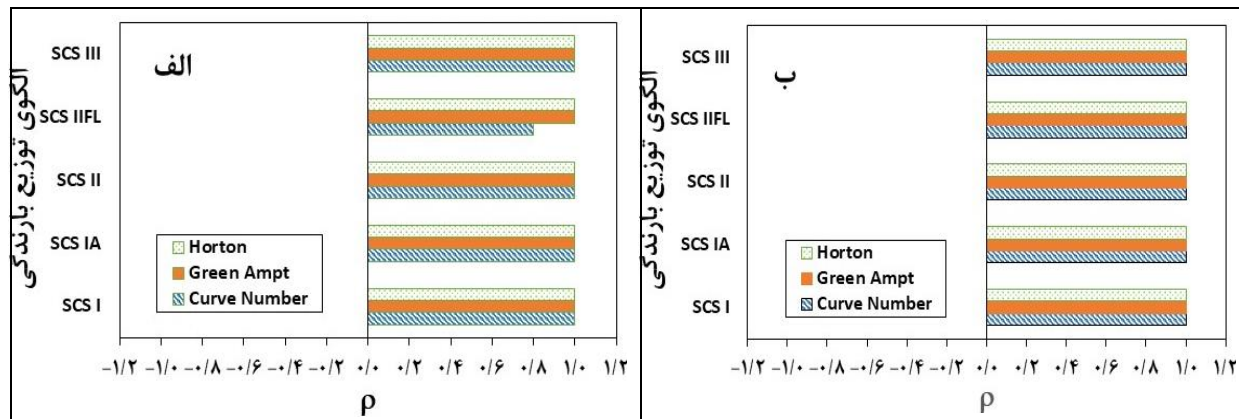 الگوی توزیع بارندگی
SCS III
SCS IIFL
SCS II
SCS IA
SCS I
الف
Horton
Green Ampt
Curve Number
−۱/۲ −۱/۰ −۰/۸ −۰/۶ −۰/۴ −۰/۲ ۰/۰ ۰/۲ ۰/۴ ۰/۶ ۰/۸ ۱/۰ ۱/۲
ρ
الگوی توزیع بارندگی
SCS III
SCS IIFL
SCS II
SCS IA
SCS I
ب
Horton
Green Ampt
Curve Number
−۱/۲ −۱/۰ −۰/۸ −۰/۶ −۰/۴ −۰/۲ ۰/۰ ۰/۲ ۰/۴ ۰/۶ ۰/۸ ۱/۰ ۱/۲
ρ